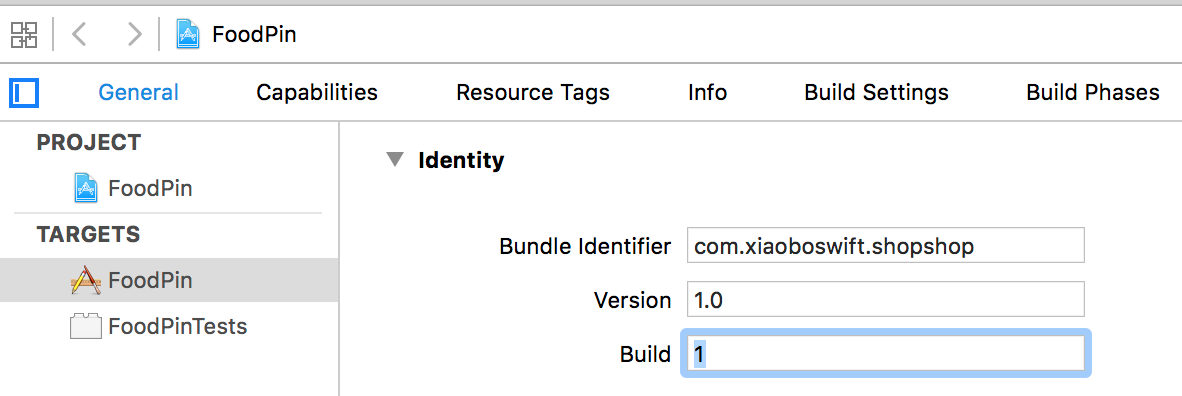 FoodPin
General Capabilities Resource Tags Info Build Settings Build Phases
PROJECT
FoodPin
TARGETS
FoodPin
FoodPinTests
Identity
Bundle Identifier com.xiaoboswift.shopshop
Version 1.0
Build 1